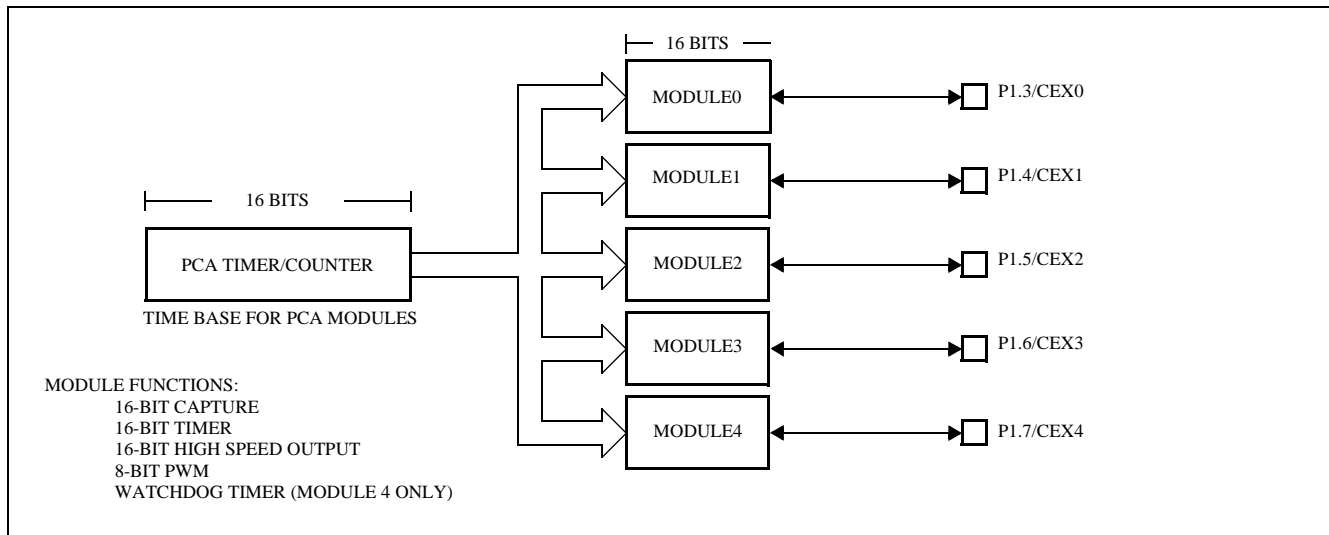 16 BITS
MODULE0
P1.3/CEX0
MODULE1
P1.4/CEX1
16 BITS
PCA TIMER/COUNTER
MODULE2
P1.5/CEX2
TIME BASE FOR PCA MODULES
MODULE3
P1.6/CEX3
MODULE4
P1.7/CEX4
MODULE FUNCTIONS:
16-BIT CAPTURE
16-BIT TIMER
16-BIT HIGH SPEED OUTPUT
8-BIT PWM
WATCHDOG TIMER (MODULE 4 ONLY)